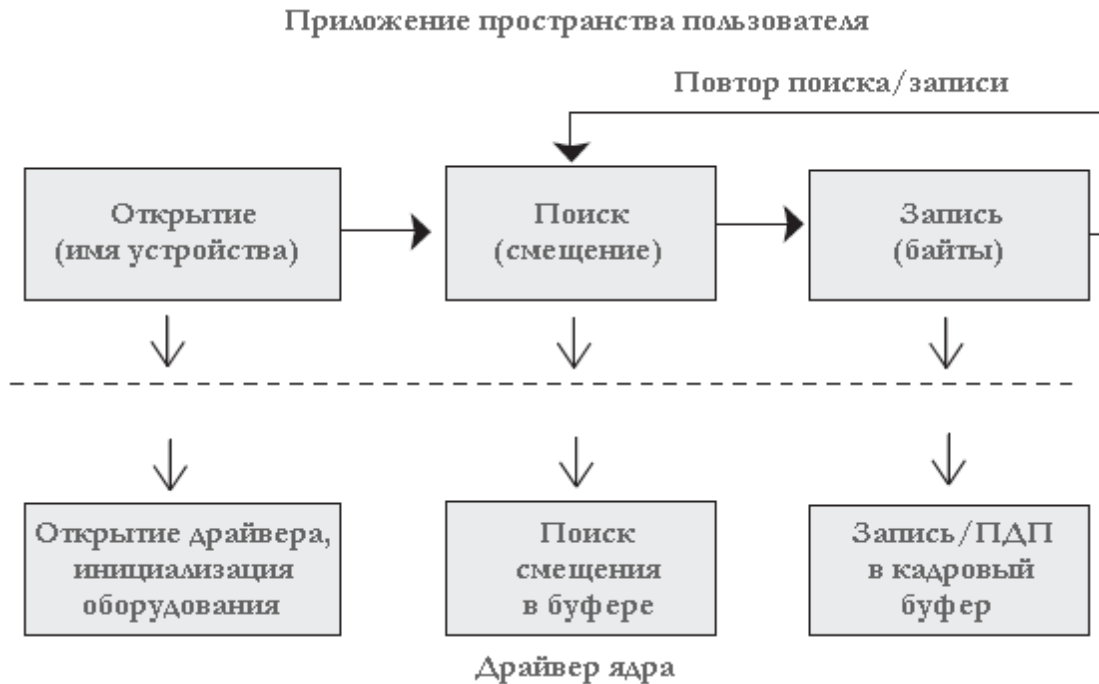 Приложение пространства пользователя
Повтор поиска/записи
Открытие
(имя устройства)
Поиск
(смещение)
Запись
(байты)
Открытие драйвера,
инициализация
оборудования
Поиск
смещения
в буфере
Запись/ПДП
в кадровый
буфер
Драйвер ядра